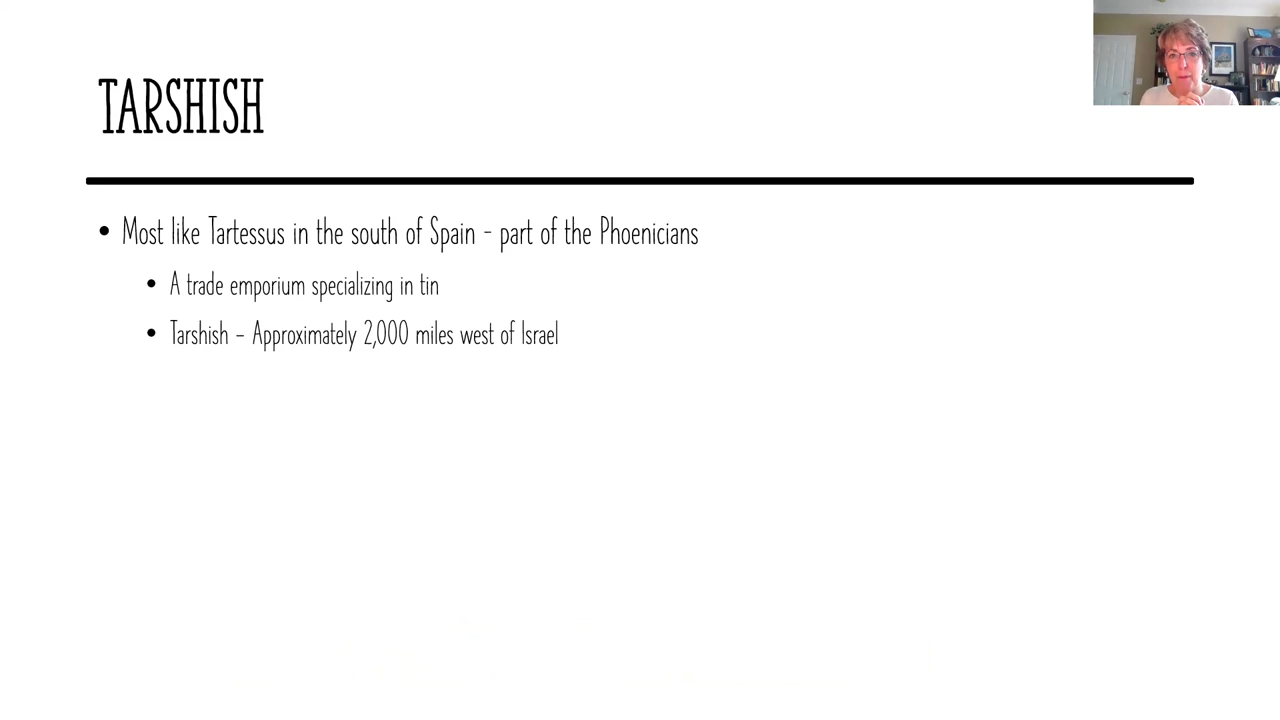 TARSHISH
• Most like Tartessus in the south of Spain - part of the Phoenicians
• A trade emporium specializing in tin
• Tarshish – Approximately 2,000 miles west of Israel